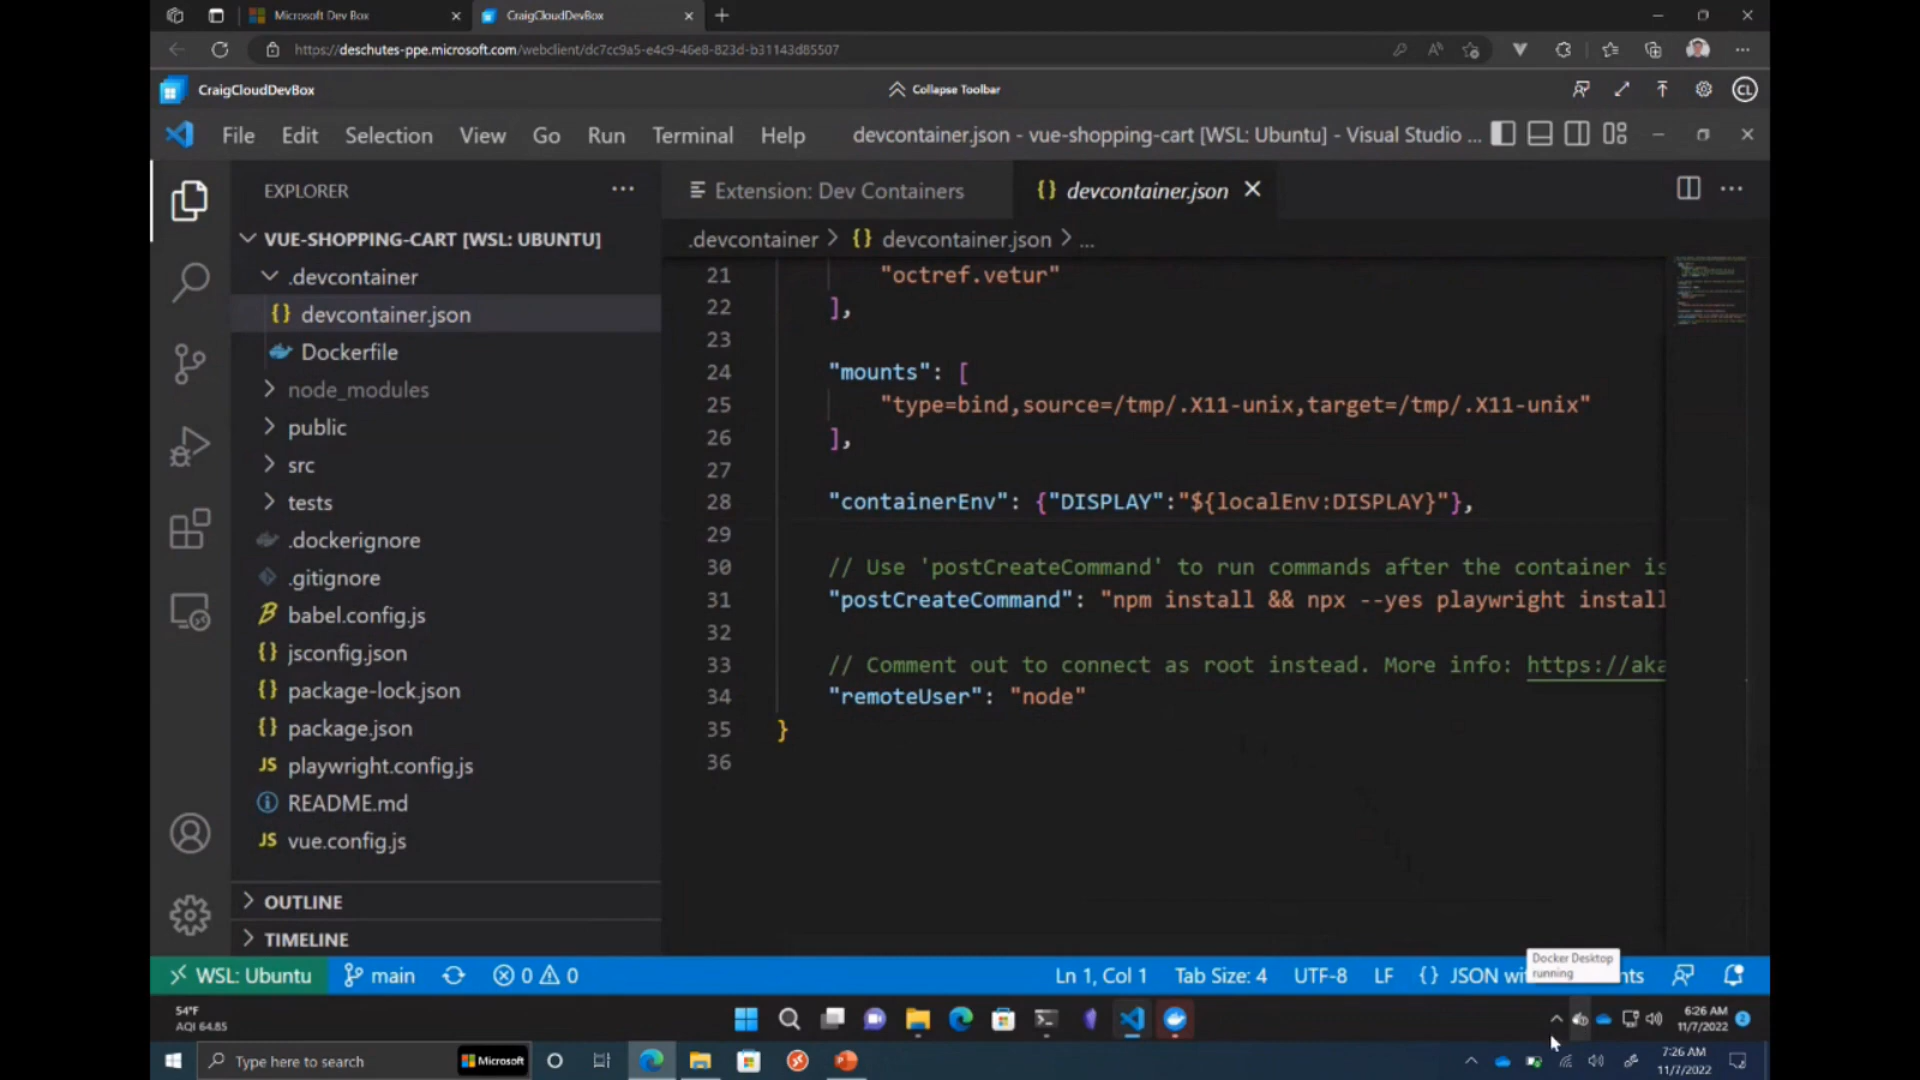 Microsoft Dev Box
CraigCloudDevBox
https://deschutes-ppe.microsoft.com/webclient/dc7cc9a5-e4c9-46e8-823d-b31143d85507
CraigCloudDevBox
Collapse Toolbar
CL
File Edit Selection View Go Run Terminal Help
devcontainer.json - vue-shopping-cart [WSL: Ubuntu] - Visual Studio ...
EXPLORER
VUE-SHOPPING-CART [WSL: UBUNTU]
.devcontainer
devcontainer.json
Dockerfile
node_modules
public
src
tests
.dockerignore
.gitignore
babel.config.js
jsconfig.json
package-lock.json
package.json
playwright.config.js
README.md
vue.config.js
OUTLINE
TIMELINE
Extension: Dev Containers
devcontainer.json
.devcontainer > {} devcontainer.json > ...
21 "octref.vetur"
22 ],
23
24 "mounts": [
25 "type=bind,source=/tmp/.X11-unix,target=/tmp/.X11-unix"
26 ],
27
28 "containerEnv": {"DISPLAY":"${localEnv:DISPLAY}"},
29
30 // Use 'postCreateCommand' to run commands after the container is
31 "postCreateCommand": "npm install && npx --yes playwright install
32
33 // Comment out to connect as root instead. More info: https://aka
34 "remoteUser": "node"
35 }
36
Docker Desktop
running
WSL: Ubuntu main 0 0 Ln 1, Col 1 Tab Size: 4 UTF-8 LF {} JSON wi nts
54°F
AQI 64.85
6:26 AM
11/7/2022
2
Type here to search
Microsoft
7:26 AM
11/7/2022